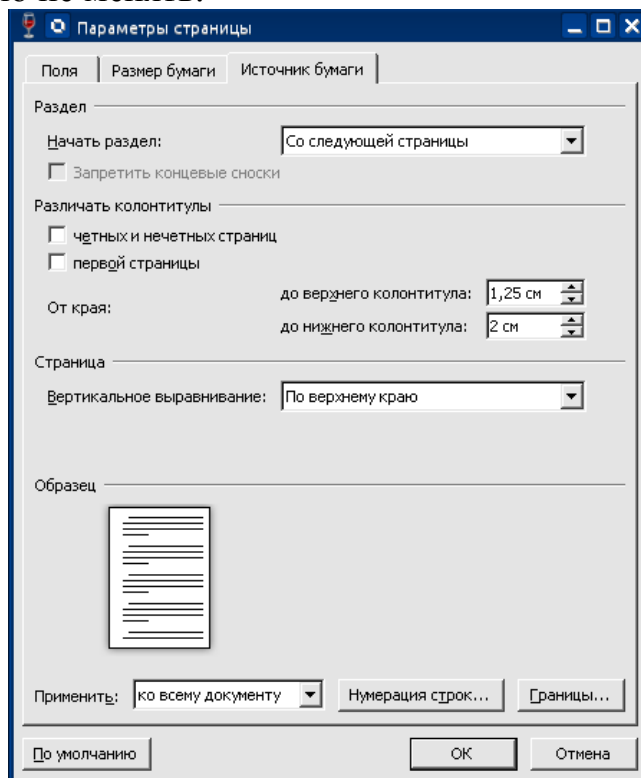 Параметры страницы
Поля Размер бумаги Источник бумаги
Раздел
Начать раздел: Со следующей страницы
Запретить концевые сноски
Различать колонтитулы
четных и нечетных страниц
первой страницы
От края:
до верхнего колонтитула: 1,25 см
до нижнего колонтитула: 2 см
Страница
Вертикальное выравнивание: По верхнему краю
Образец
Применить: ко всему документу Нумерация строк... Границы...
По умолчанию ОК Отмена